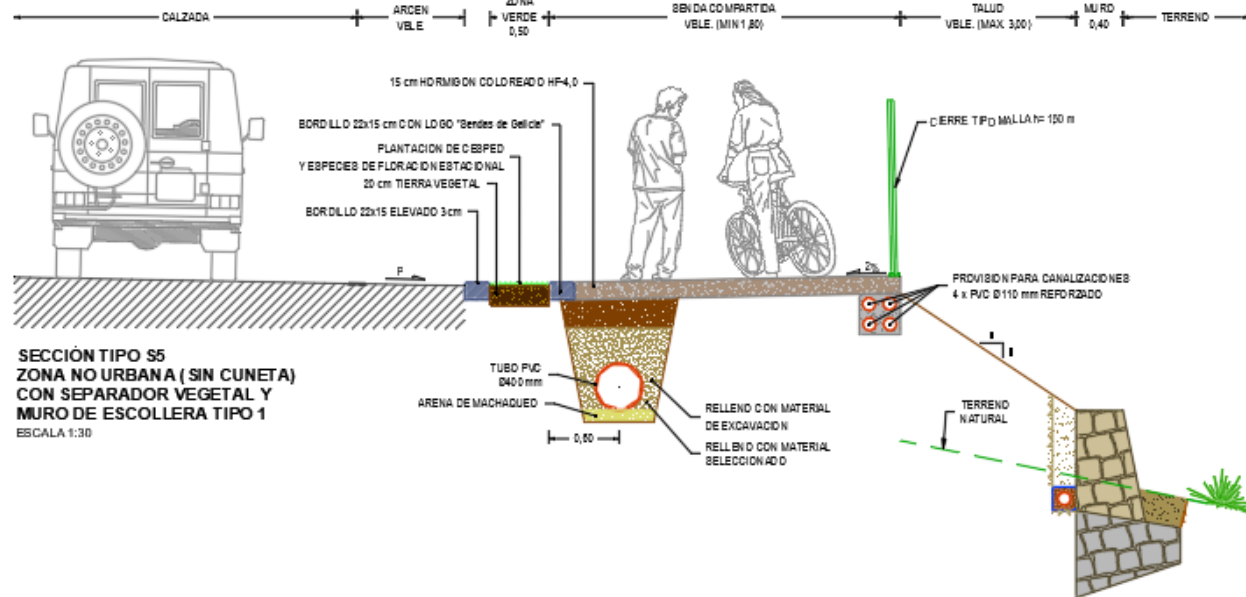 CALZADA
ARCEN
VBLE
ZONA
VERDE
0,50
SENDA COMPARTIDA
VBLE. (MIN 1,80)
TALUD
VBLE. (MAX. 3,00)
MURO
0,40
TERRENO
15 cm HORMIGON COLOREADO HF-4,0
BORDILLO 22x15 cm CON LOGO "Sendas de Galicia"
PLANTACION DE CESPED
Y ESPECIES DE FLORACION ESTACIONAL
20 cm TIERRA VEGETAL
BORDILLO 22x15 ELEVADO 3cm
CIERRE TIPO MALLA h= 150 m
P
2%
PROVISION PARA CANALIZACIONES
4 x PVC Ø110 mm REFORZADO
SECCIÓN TIPO S5
ZONA NO URBANA ( SIN CUNETA)
CON SEPARADOR VEGETAL Y
MURO DE ESCOLLERA TIPO 1
ESCALA 1:30
TUBO PVC
Ø400 mm
ARENA DE MACHAQUEO
0,60
RELLENO CON MATERIAL
DE EXCAVACION
RELLENO CON MATERIAL
SELECCIONADO
TERRENO
NATURAL